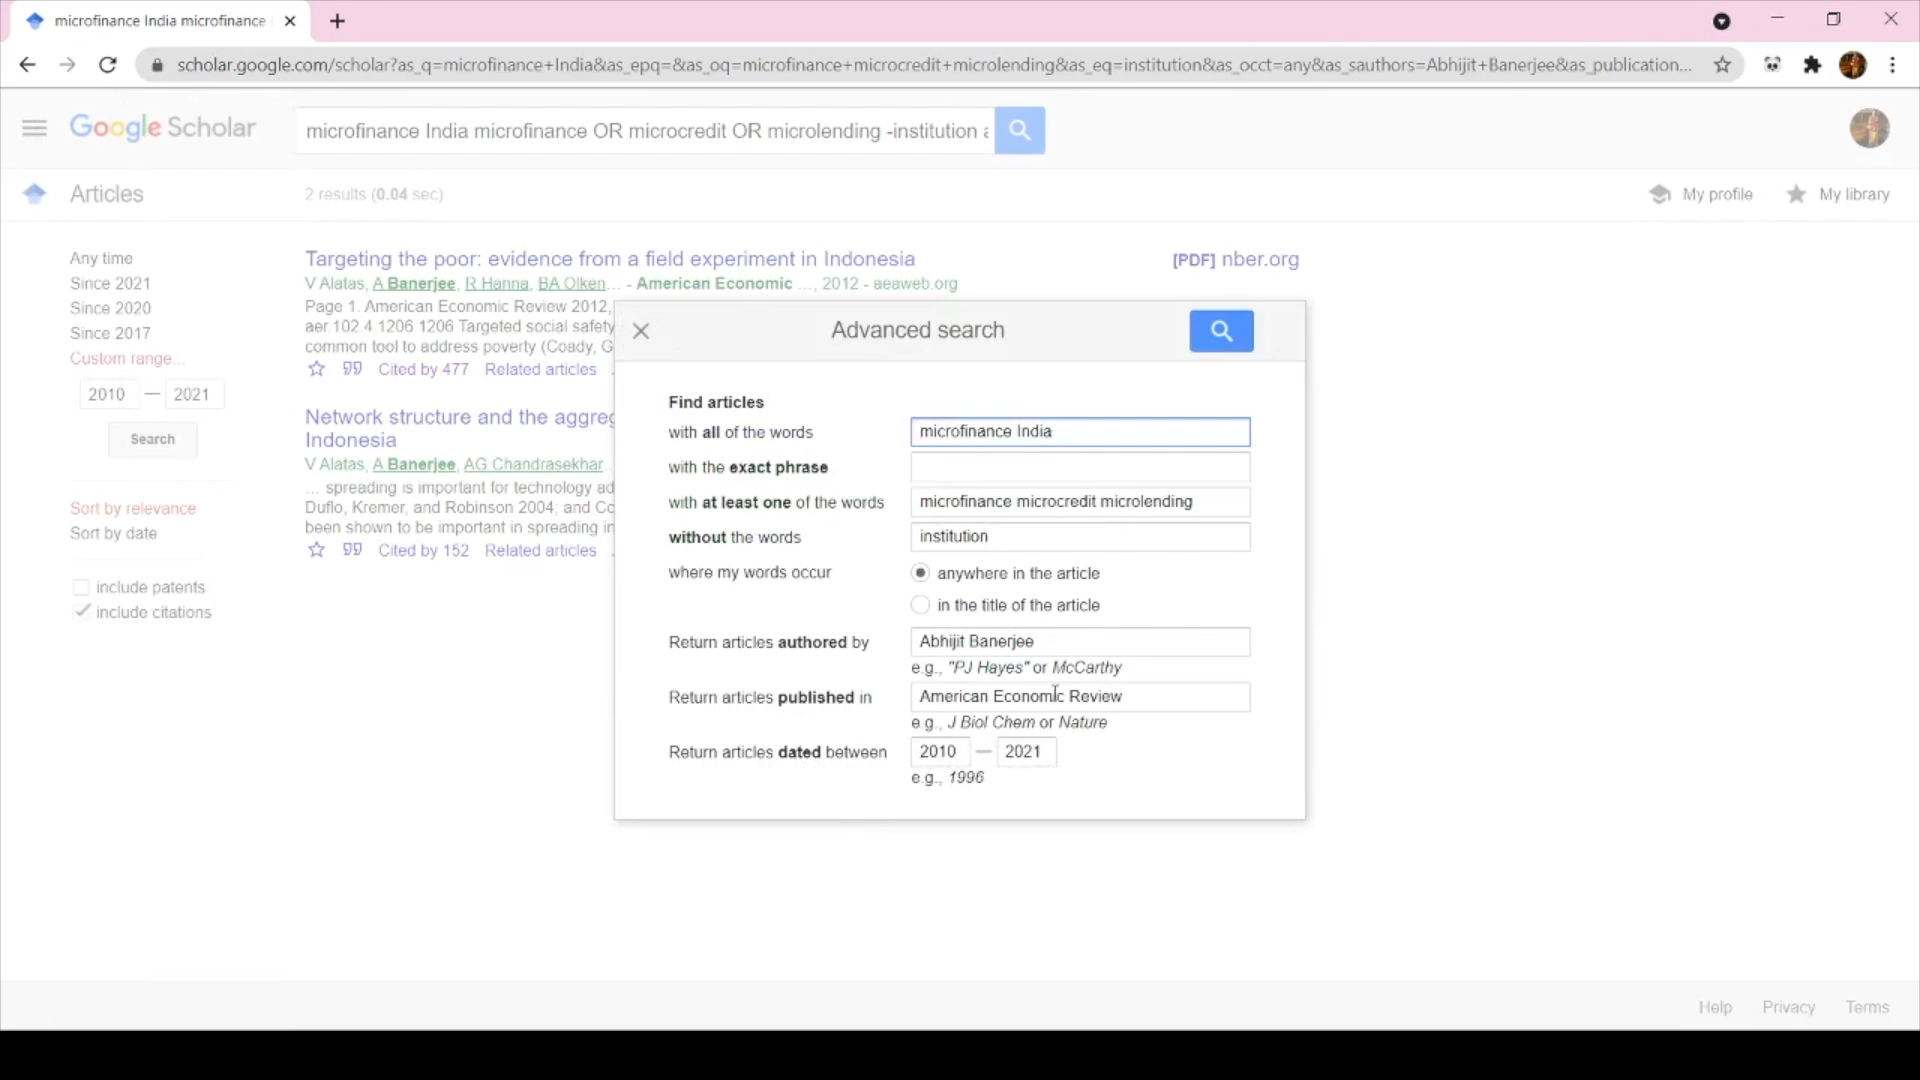 microfinance India microfinance
scholar.google.com/scholar?as_q=microfinance+India&as_epq=&as_oq=microfinance+microcredit+microlending&as_eq=institution&as_occt=any&as_sauthors=Abhijit+Banerjee&as_publication...
Google Scholar
microfinance India microfinance OR microcredit OR microlending -institution a
Articles
2 results (0.04 sec)
My profile
My library
Any time
Since 2021
Since 2020
Since 2017
Custom range...
2010 — 2021
Search
Sort by relevance
Sort by date
include patents
include citations
Targeting the poor: evidence from a field experiment in Indonesia
[PDF] nber.org
V Alatas, A Banerjee, R Hanna, BA Olken... - American Economic ..., 2012 - aeaweb.org
Page 1. American Economic Review 2012,
aer.102.4 1206 1206 Targeted social safety
common tool to address poverty (Coady, G
Cited by 477 Related articles
Network structure and the aggreg
Indonesia
V Alatas, A Banerjee, AG Chandrasekhar...
... spreading is important for technology ad
Duflo, Kremer, and Robinson 2004; and Co
been shown to be important in spreading in
Cited by 152 Related articles
Advanced search
Find articles
with all of the words microfinance India
with the exact phrase
with at least one of the words microfinance microcredit microlending
without the words institution
where my words occur anywhere in the article
in the title of the article
Return articles authored by Abhijit Banerjee
e.g., "PJ Hayes" or McCarthy
Return articles published in American Economic Review
e.g., J Biol Chem or Nature
Return articles dated between 2010 — 2021
e.g., 1996
Help Privacy Terms